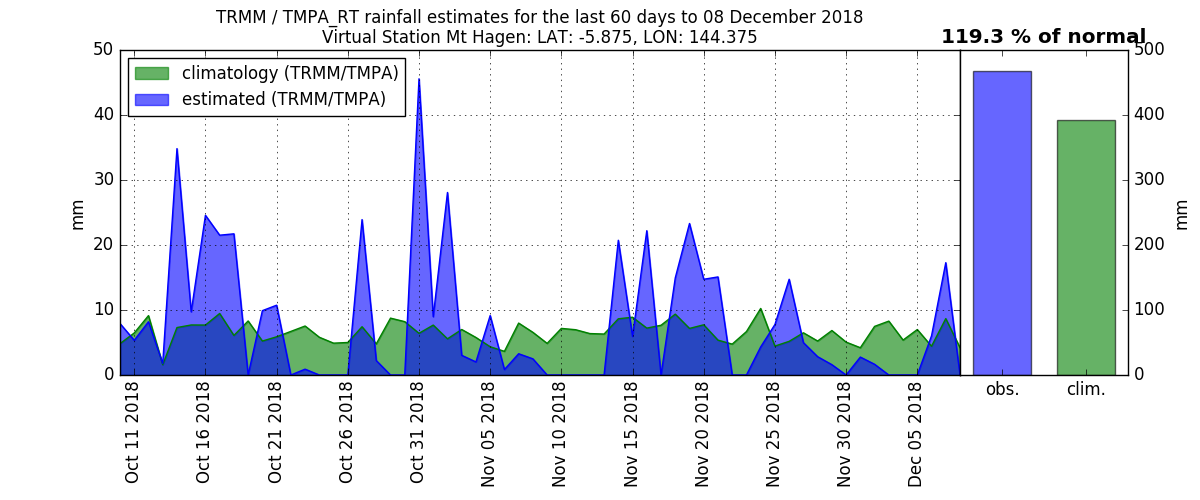 TRMM / TMPA_RT rainfall estimates for the last 60 days to 08 December 2018
Virtual Station Mt Hagen: LAT: -5.875, LON: 144.375
119.3 % of normal
climatology (TRMM/TMPA)
estimated (TRMM/TMPA)
50
40
30
20
10
0
mm
500
400
300
200
100
0
mm
Oct 11 2018
Oct 16 2018
Oct 21 2018
Oct 26 2018
Oct 31 2018
Nov 05 2018
Nov 10 2018
Nov 15 2018
Nov 20 2018
Nov 25 2018
Nov 30 2018
Dec 05 2018
obs.
clim.